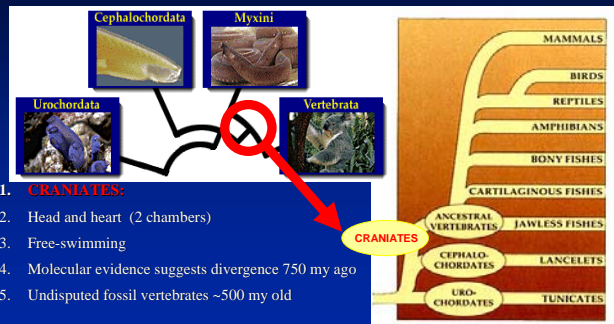 Cephalochordata
Myxini
Urochordata
Vertebrata
1. CRANIATES:
2. Head and heart (2 chambers)
3. Free-swimming
4. Molecular evidence suggests divergence 750 my ago
5. Undisputed fossil vertebrates ~500 my old
CRANIATES
MAMMALS
BIRDS
REPTILES
AMPHIBIANS
BONY FISHES
CARTILAGINOUS FISHES
ANCESTRAL
VERTEBRATES
JAWLESS FISHES
CEPHALO-
CHORDATES
LANCELETS
URO-
CHORDATES
TUNICATES